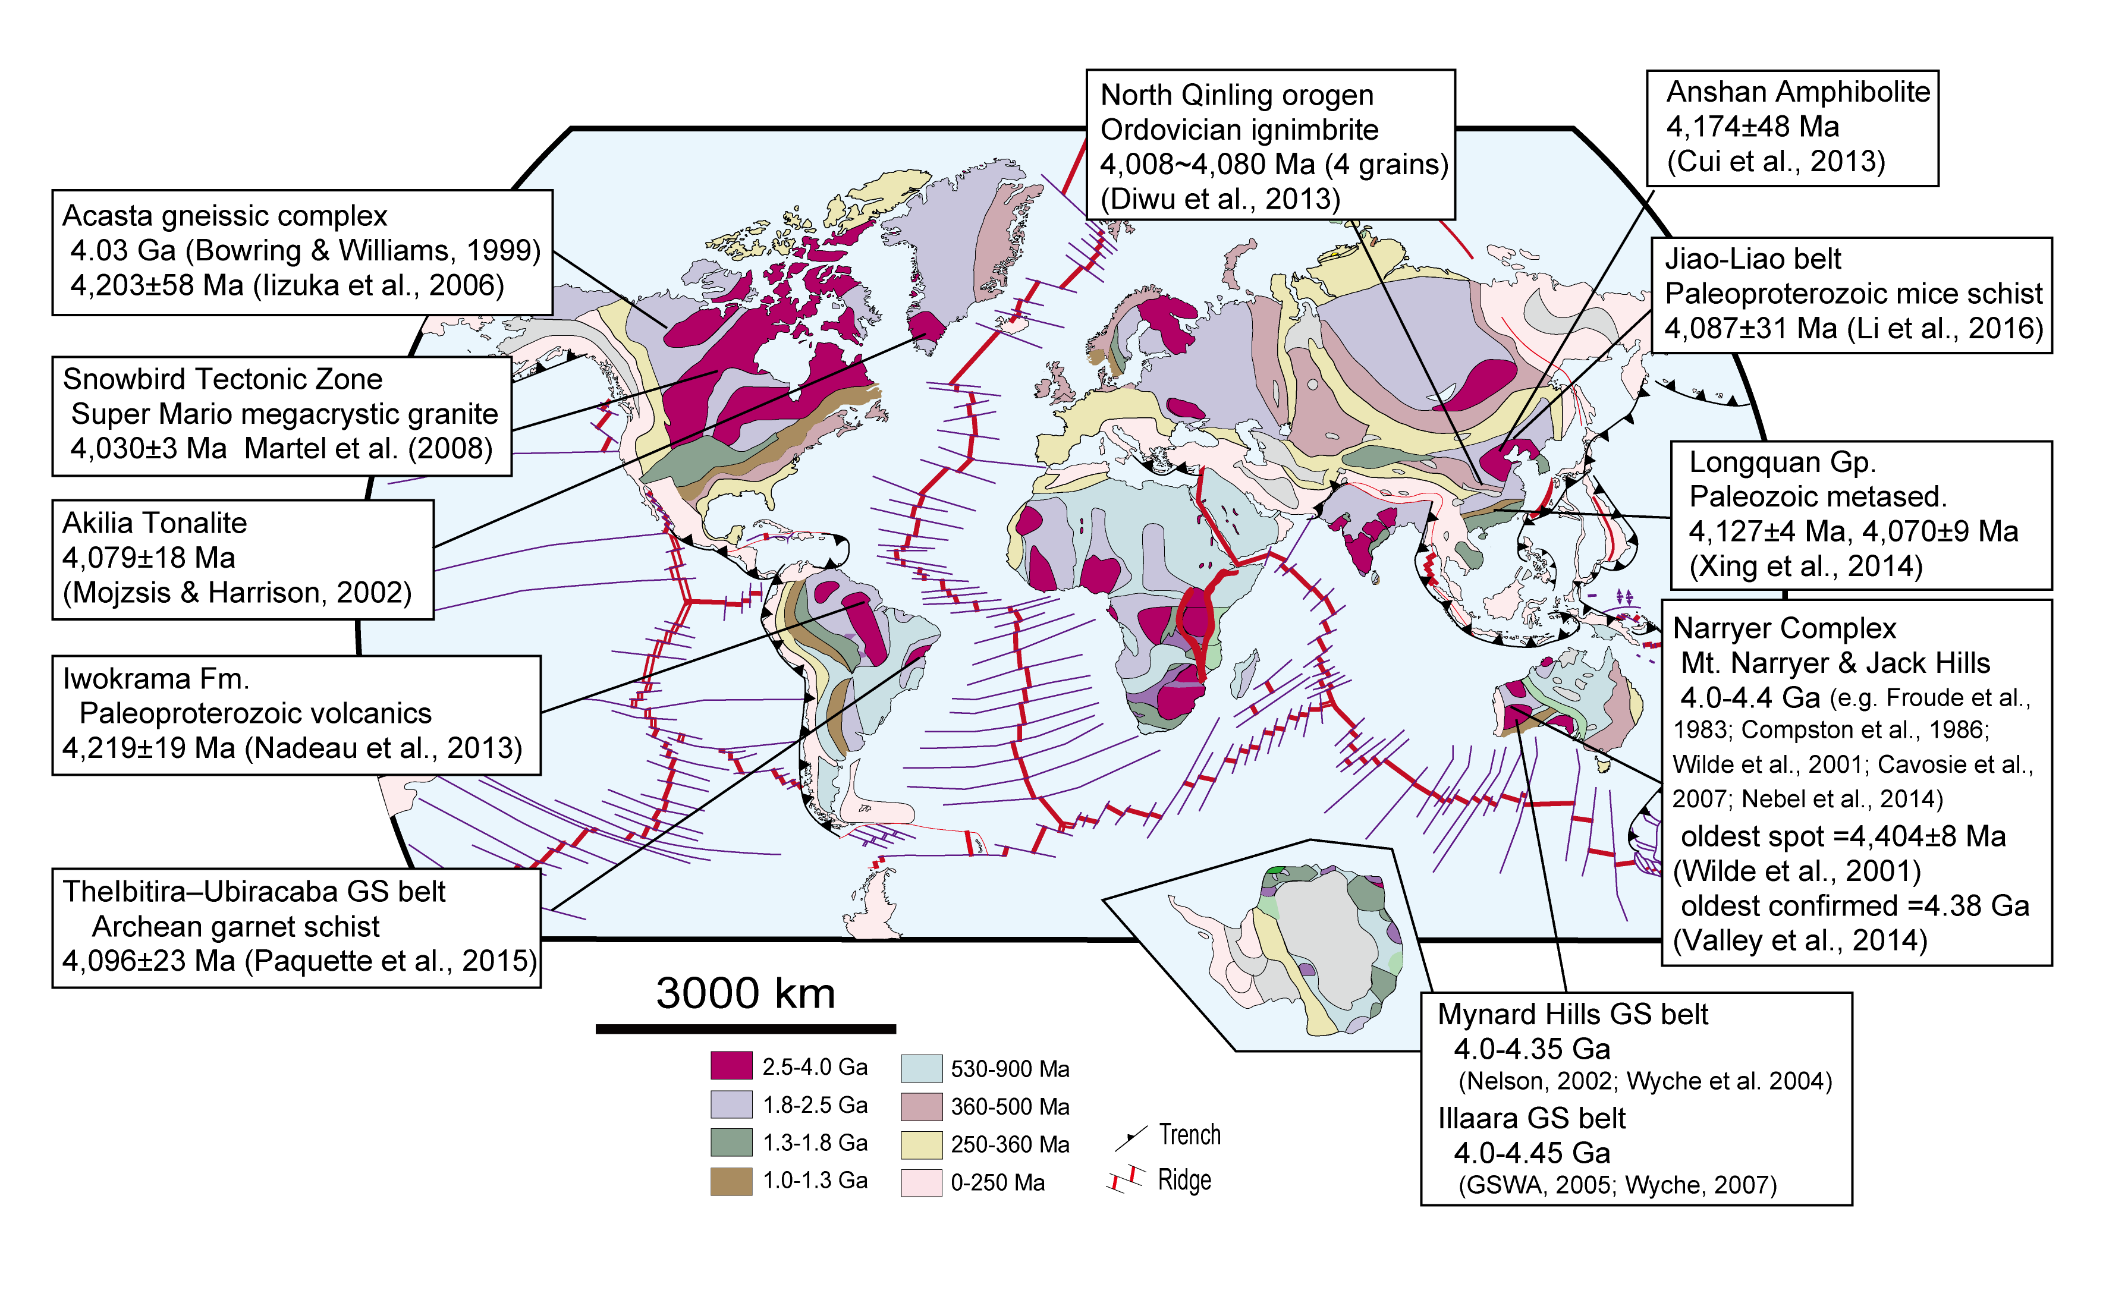 North Qinling orogen
Ordovician ignimbrite
4,008~4,080 Ma (4 grains)
(Diwu et al., 2013)
Anshan Amphibolite
4,174±48 Ma
(Cui et al., 2013)
Acasta gneissic complex
4.03 Ga (Bowring & Williams, 1999)
4,203±58 Ma (Iizuka et al., 2006)
Jiao-Liao belt
Paleoproterozoic mice schist
4,087±31 Ma (Li et al., 2016)
Snowbird Tectonic Zone
Super Mario megacrystic granite
4,030±3 Ma Martel et al. (2008)
Longquan Gp.
Paleozoic metased.
4,127±4 Ma, 4,070±9 Ma
(Xing et al., 2014)
Akilia Tonalite
4,079±18 Ma
(Mojzsis & Harrison, 2002)
Narryer Complex
Mt. Narryer & Jack Hills
4.0-4.4 Ga (e.g. Froude et al.,
1983; Compston et al., 1986;
Wilde et al., 2001; Cavosie et al.,
2007; Nebel et al., 2014)
oldest spot =4,404±8 Ma
(Wilde et al., 2001)
oldest confirmed =4.38 Ga
(Valley et al., 2014)
Iwokrama Fm.
Paleoproterozoic volcanics
4,219±19 Ma (Nadeau et al., 2013)
TheIbitira–Ubiracaba GS belt
Archean garnet schist
4,096±23 Ma (Paquette et al., 2015)
3000 km
Mynard Hills GS belt
4.0-4.35 Ga
(Nelson, 2002; Wyche et al. 2004)
Illaara GS belt
4.0-4.45 Ga
(GSWA, 2005; Wyche, 2007)
2.5-4.0 Ga
1.8-2.5 Ga
1.3-1.8 Ga
1.0-1.3 Ga
530-900 Ma
360-500 Ma
250-360 Ma
0-250 Ma
Trench
Ridge